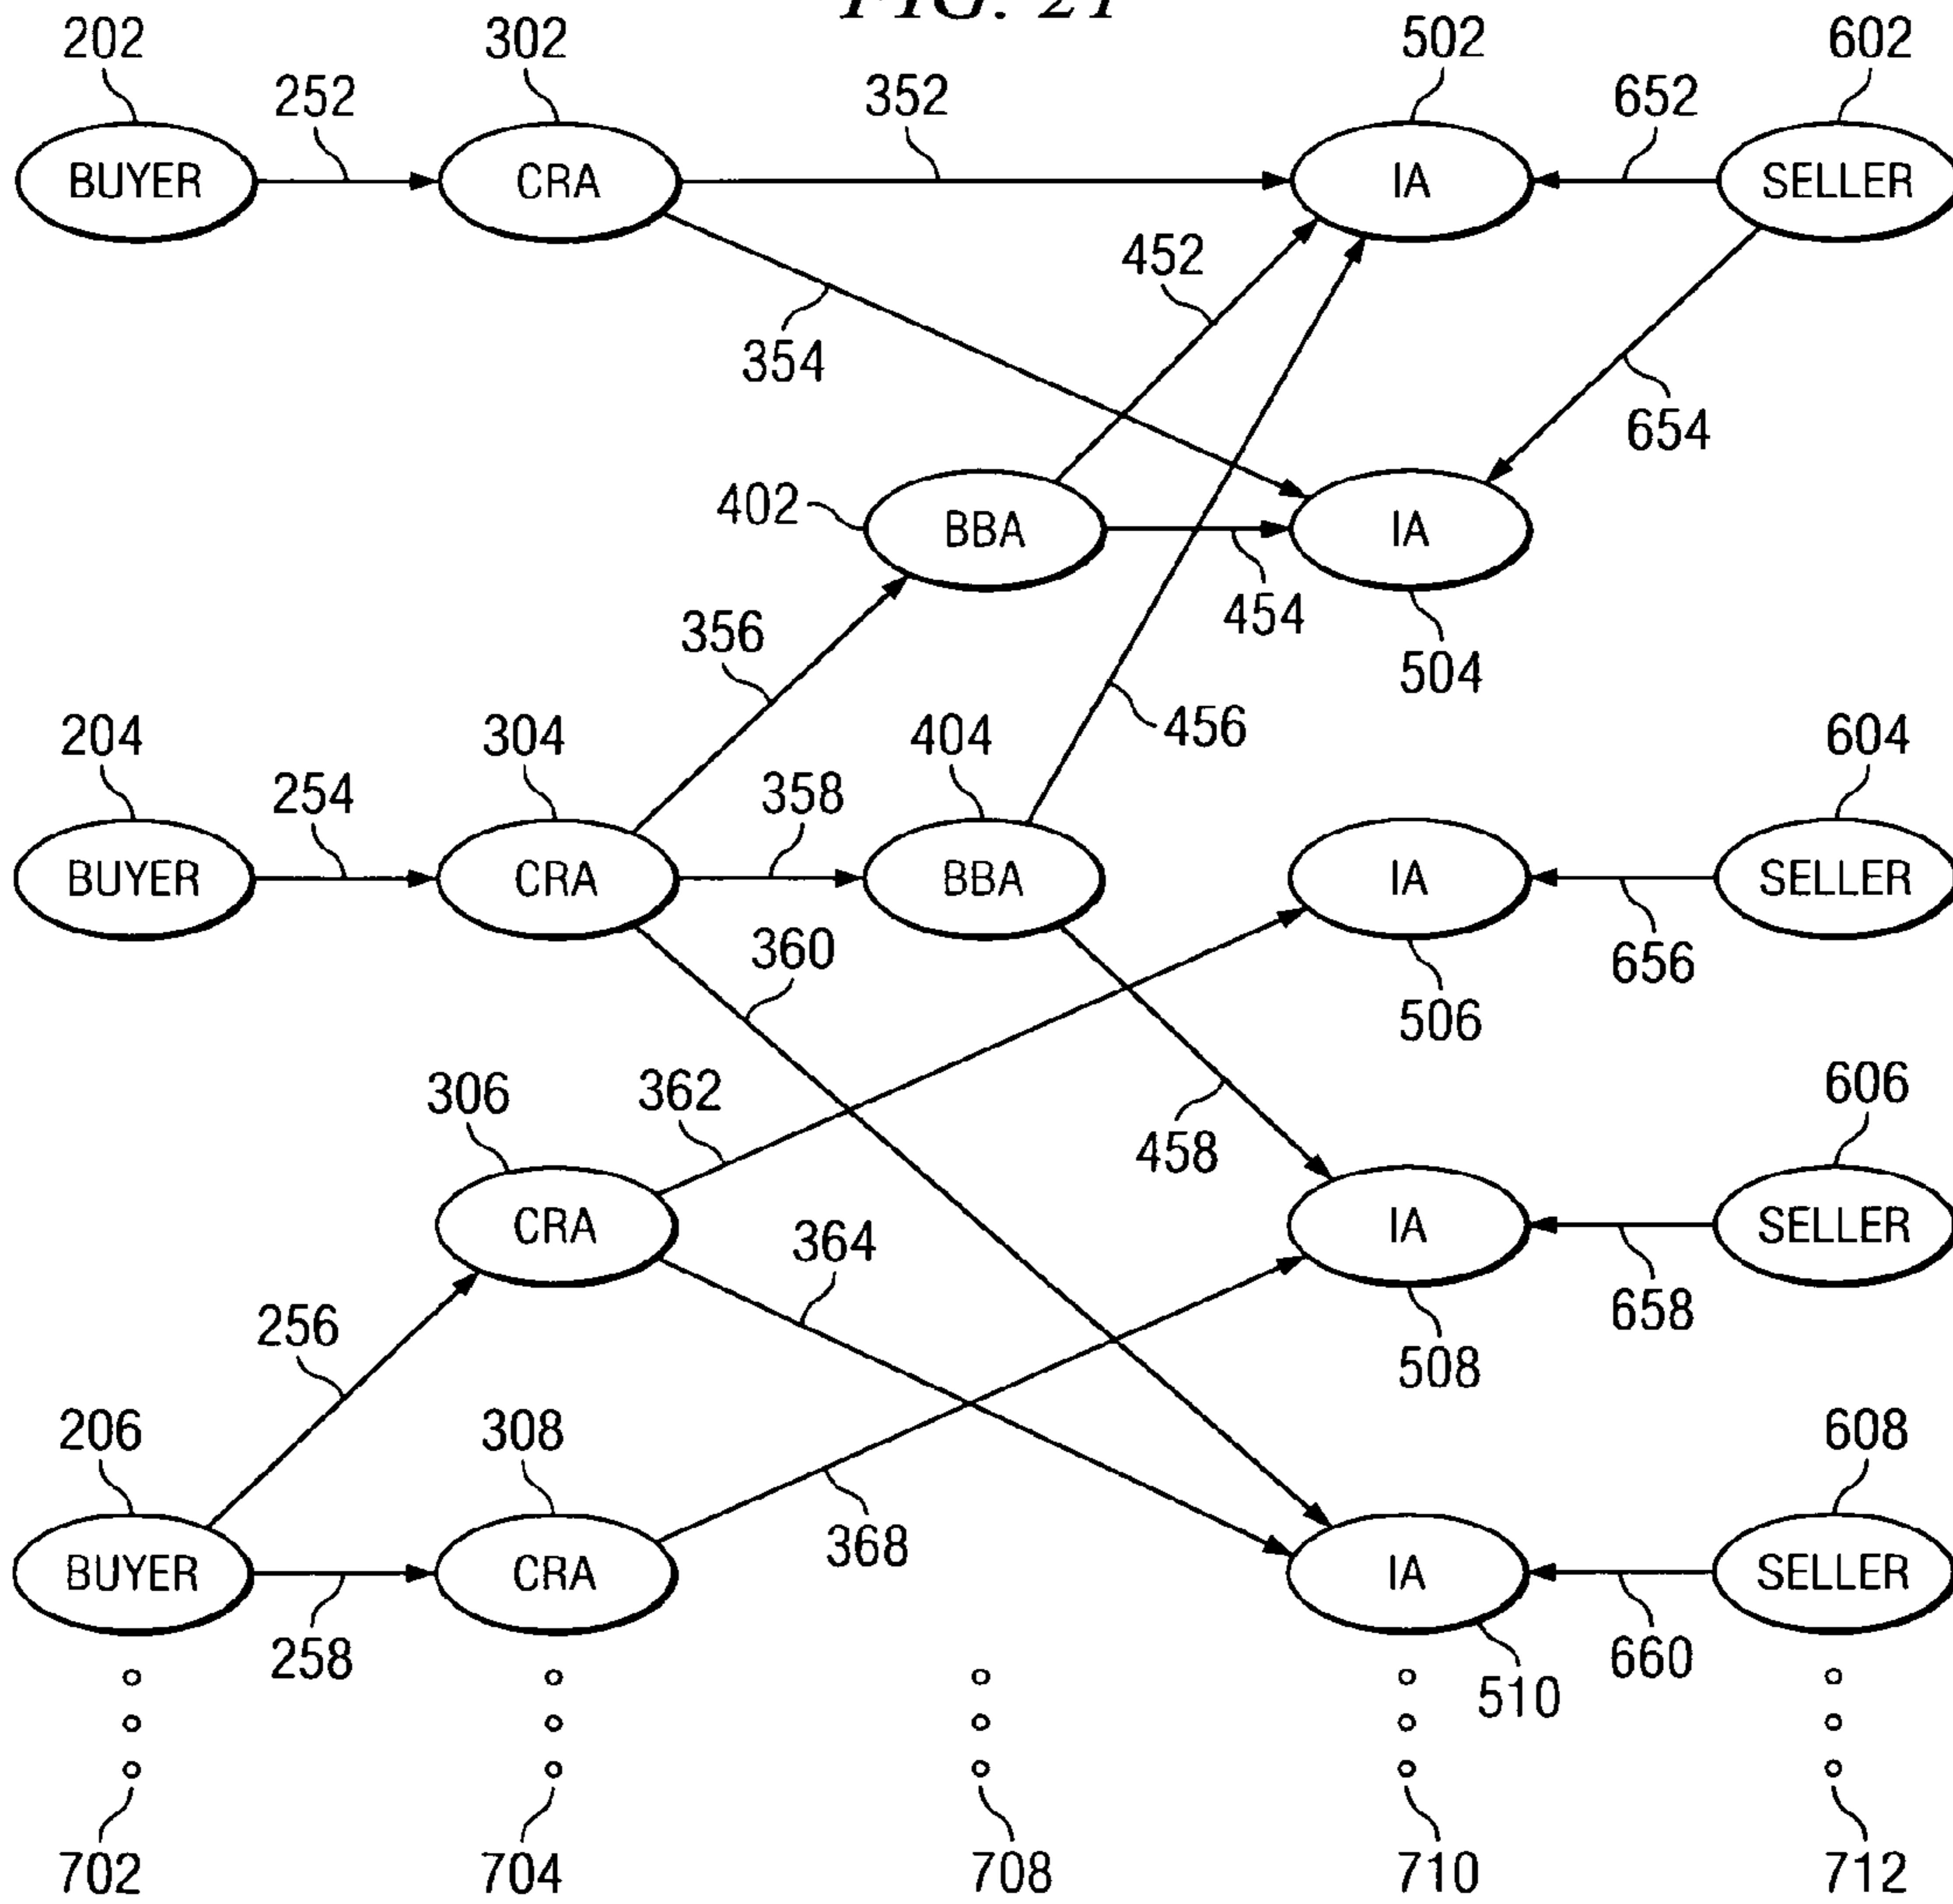 FIG. 21
202 302 502 602
252 352 652
BUYER CRA IA SELLER
452
354
654
402 BBA IA
454
356
504
456
204 304 404 604
254 358
BUYER CRA BBA IA SELLER
360
656
506
306 362 606
458
CRA IA SELLER
364
658
256
508
206 308 608
368
BUYER CRA IA SELLER
258 660
510
702 704 708 710 712